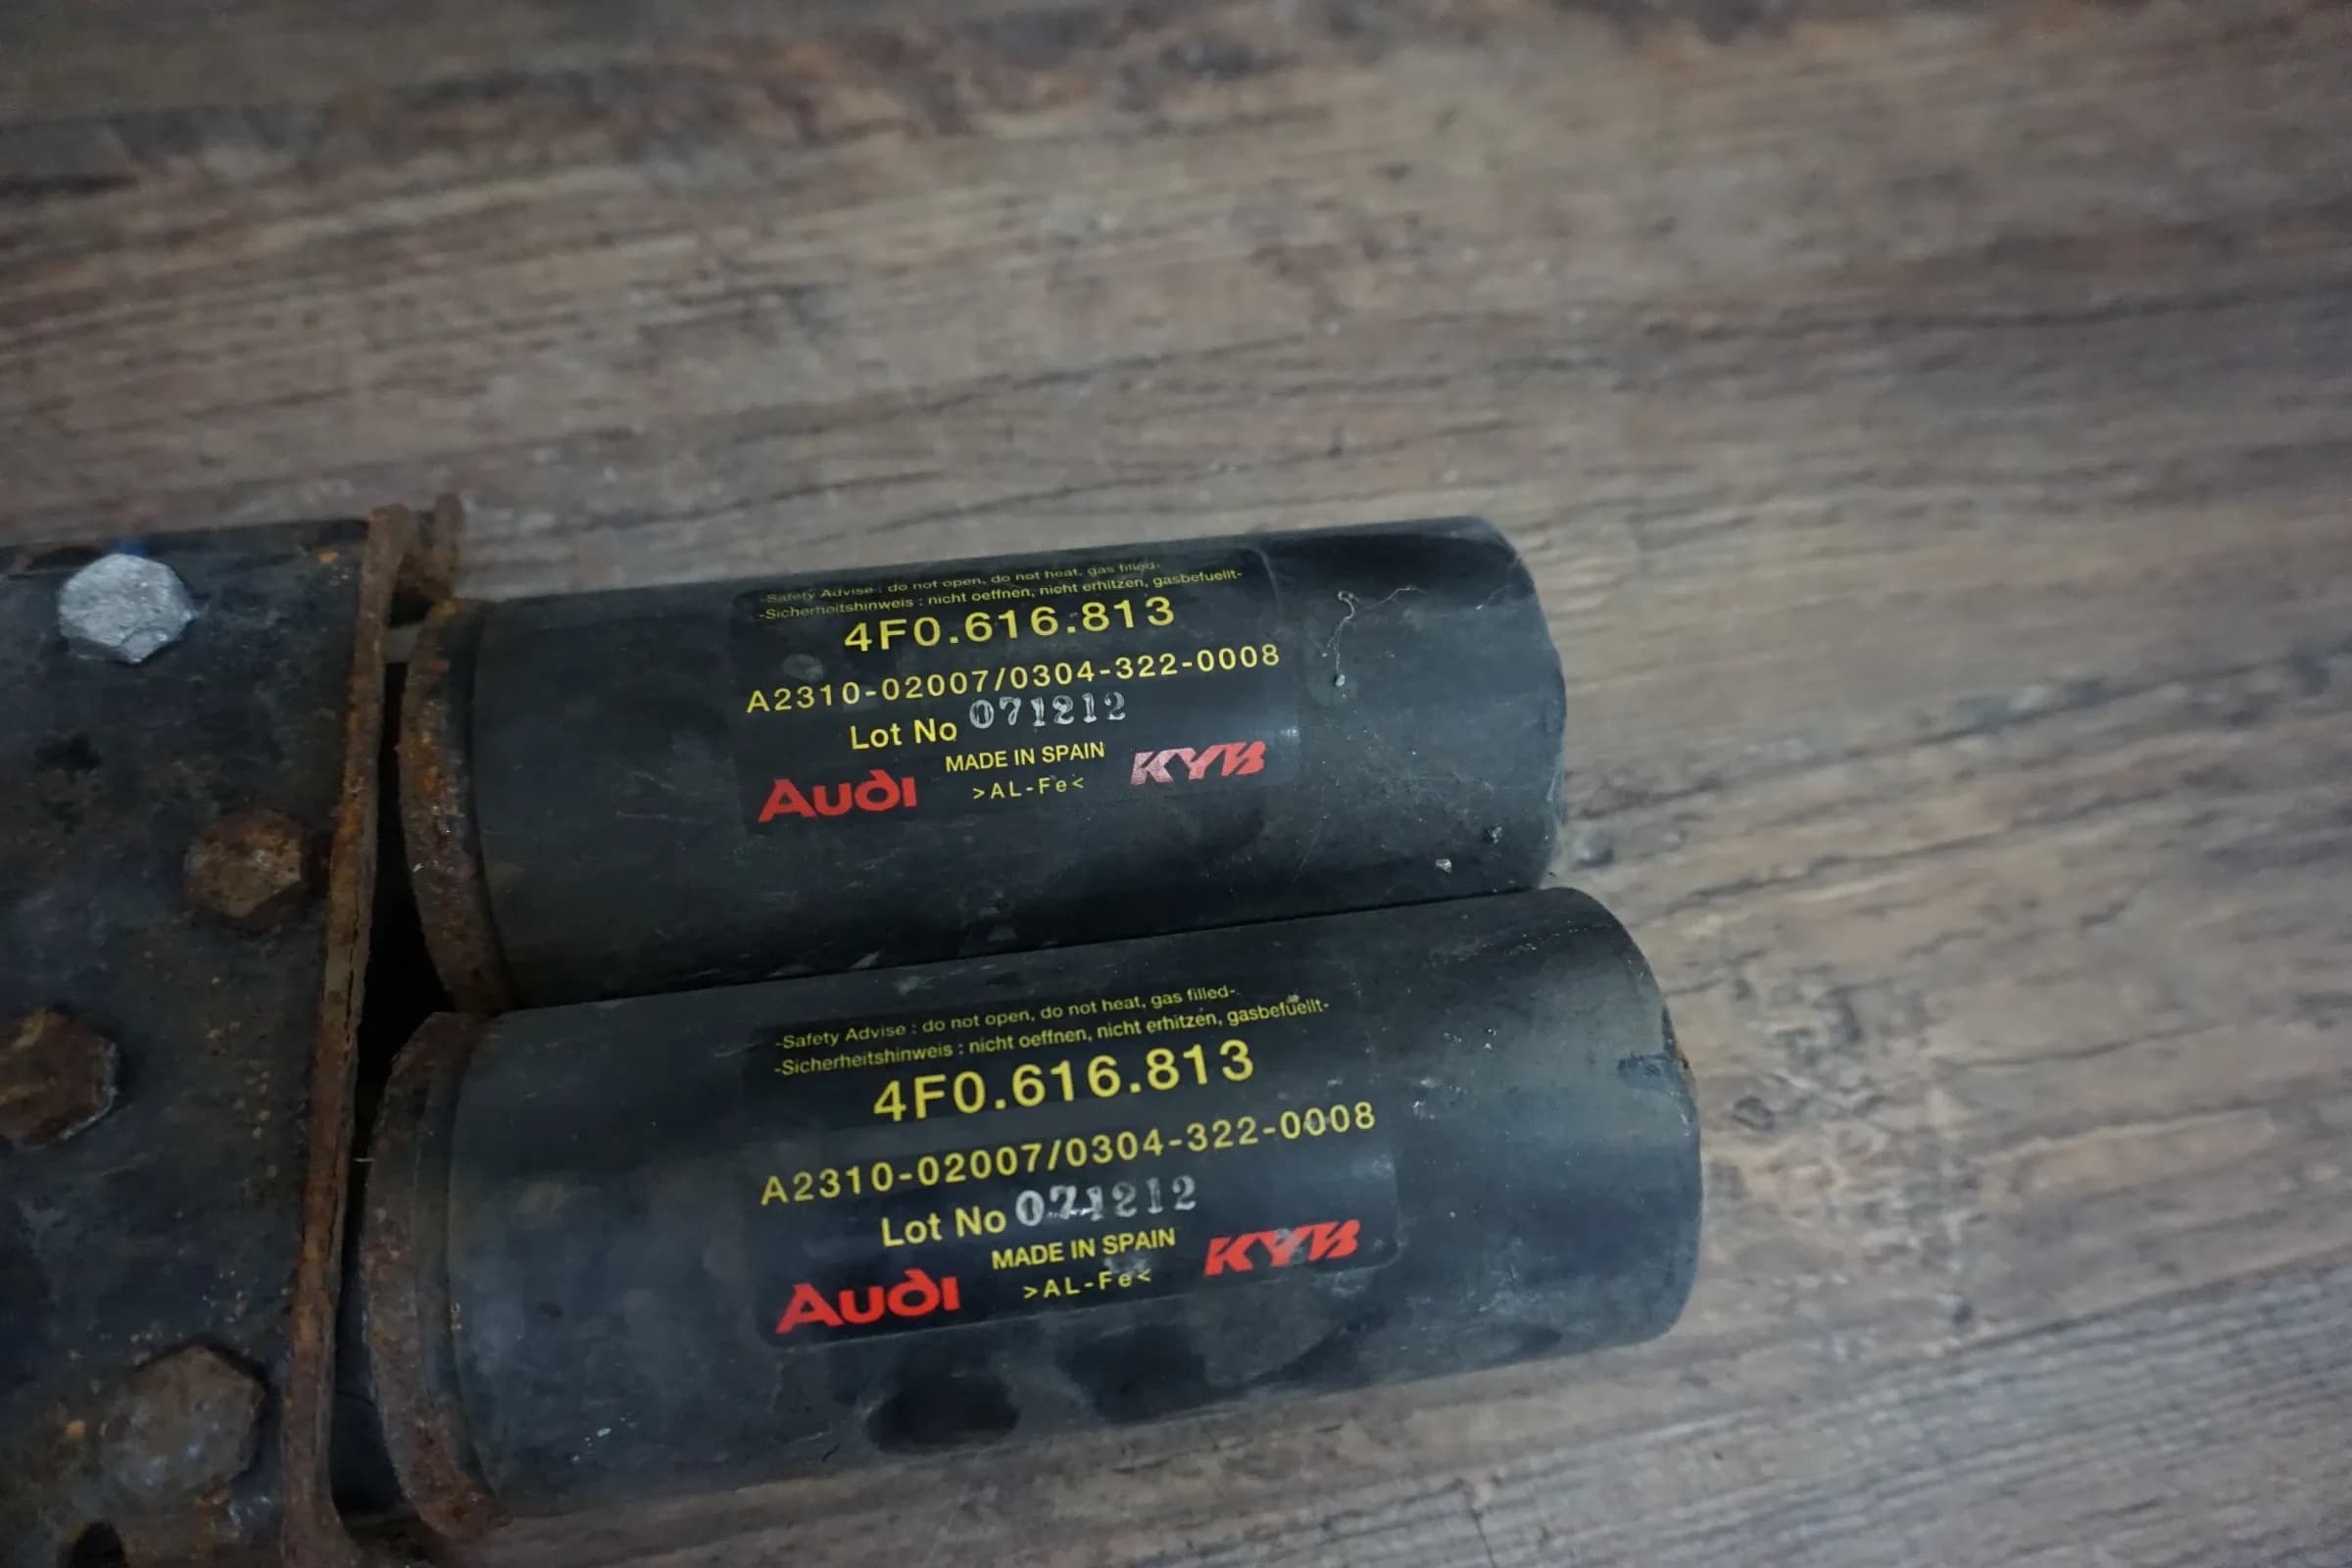 -Safety Advise : do not open, do not heat, gas filled-
-Sicherheitshinweis : nicht oeffnen, nicht erhitzen, gasbefuellt-
4F0.616.813
A2310-02007/0304-322-0008
Lot No 071212
MADE IN SPAIN
Audi >AL-Fe< KYB
-Safety Advise : do not open, do not heat, gas filled-
-Sicherheitshinweis : nicht oeffnen, nicht erhitzen, gasbefuellt-
4F0.616.813
A2310-02007/0304-322-0008
Lot No 071212
MADE IN SPAIN
Audi >AL-Fe< KYB